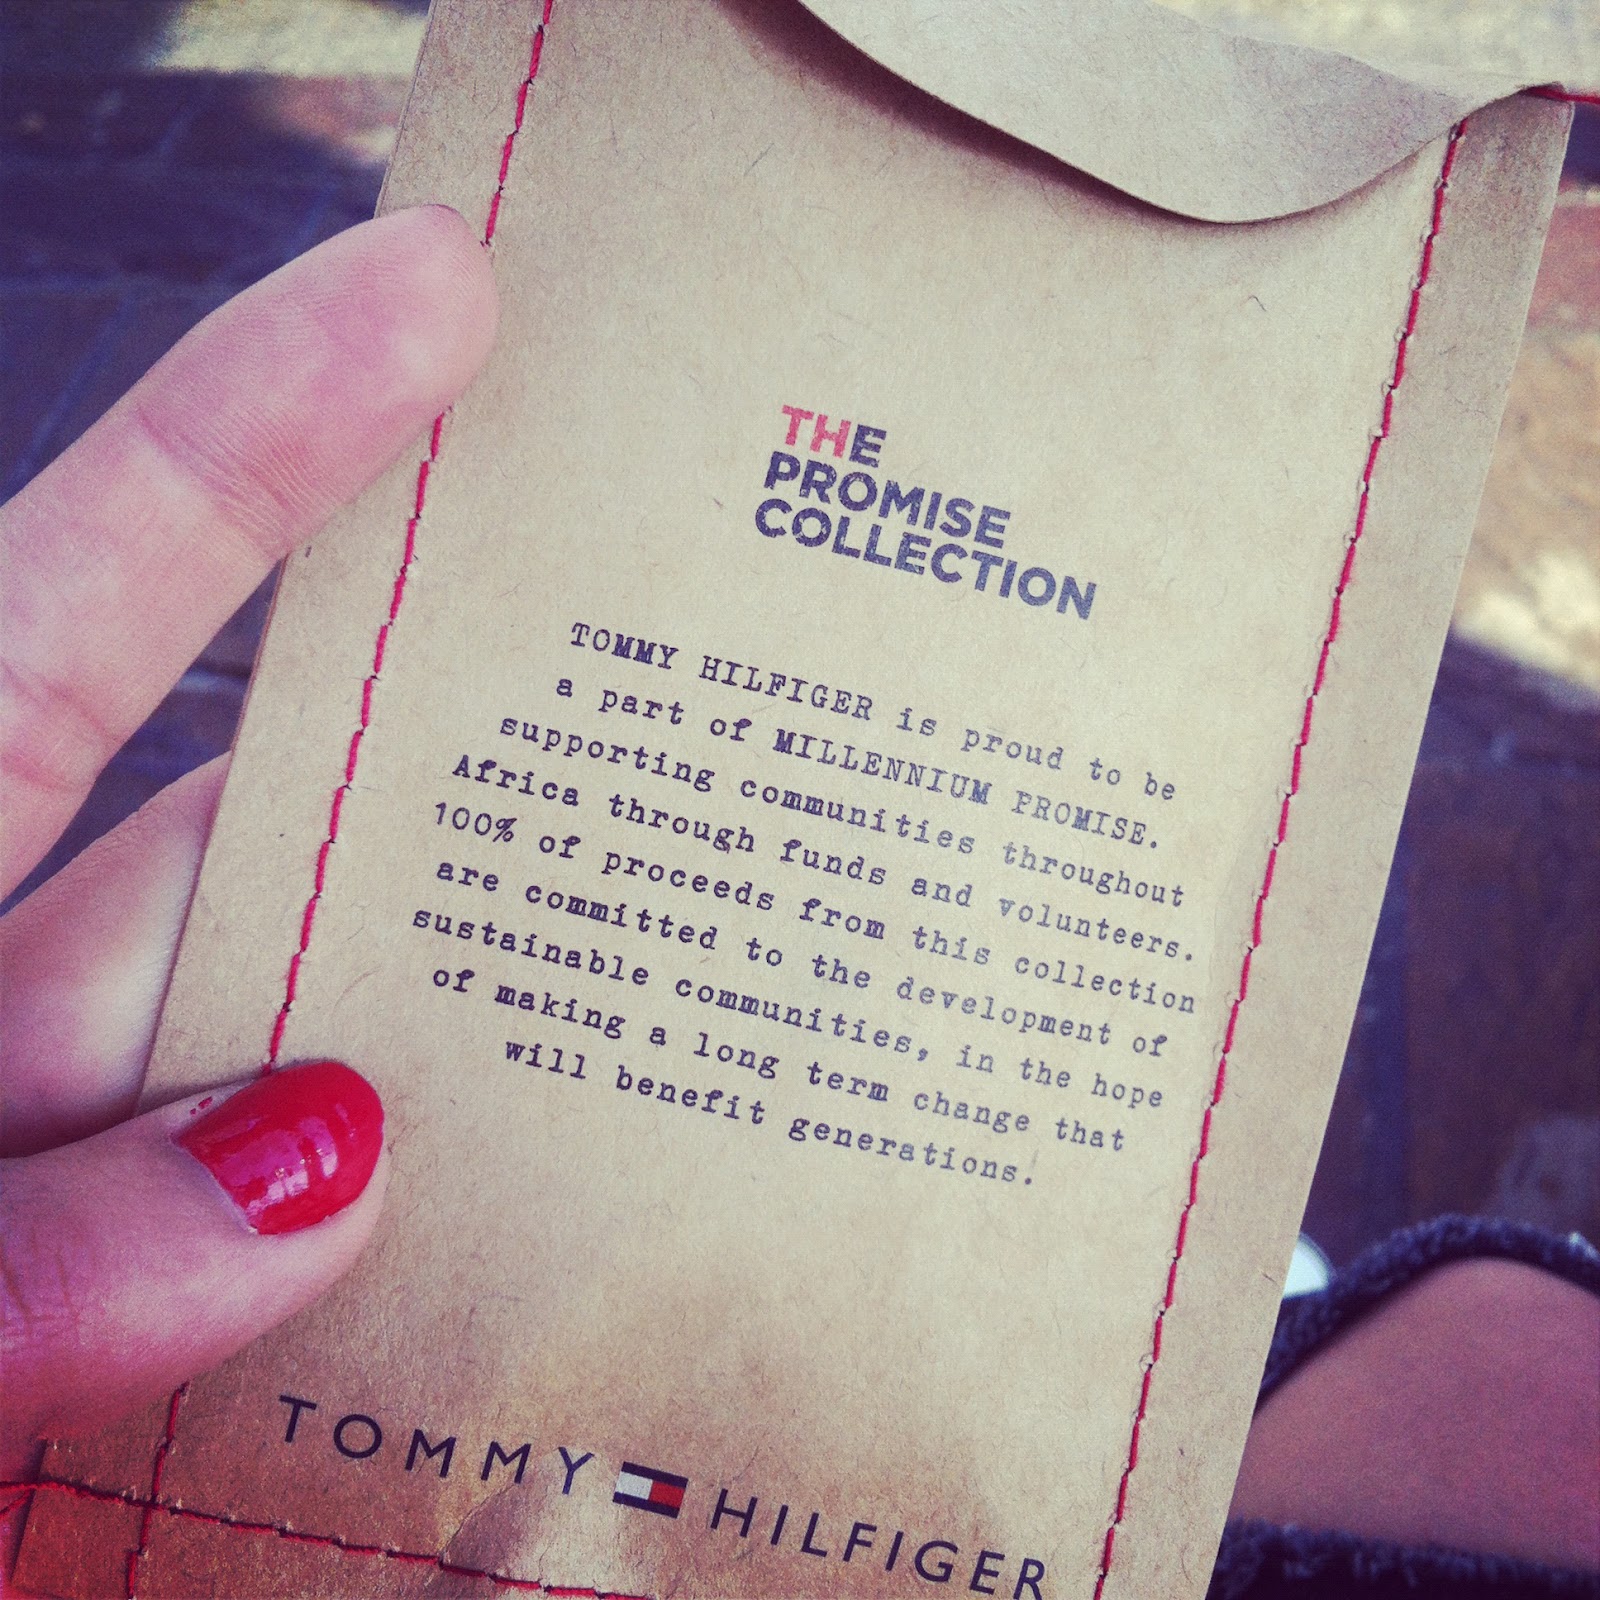 THE
PROMISE
COLLECTION
TOMMY HILFIGER is proud to be
a part of MILLENNIUM PROMISE.
supporting communities throughout
Africa through funds and volunteers.
100% of proceeds from this collection
are committed to the development of
sustainable communities, in the hope
of making a long term change that
will benefit generations.
TOMMY HILFIGER